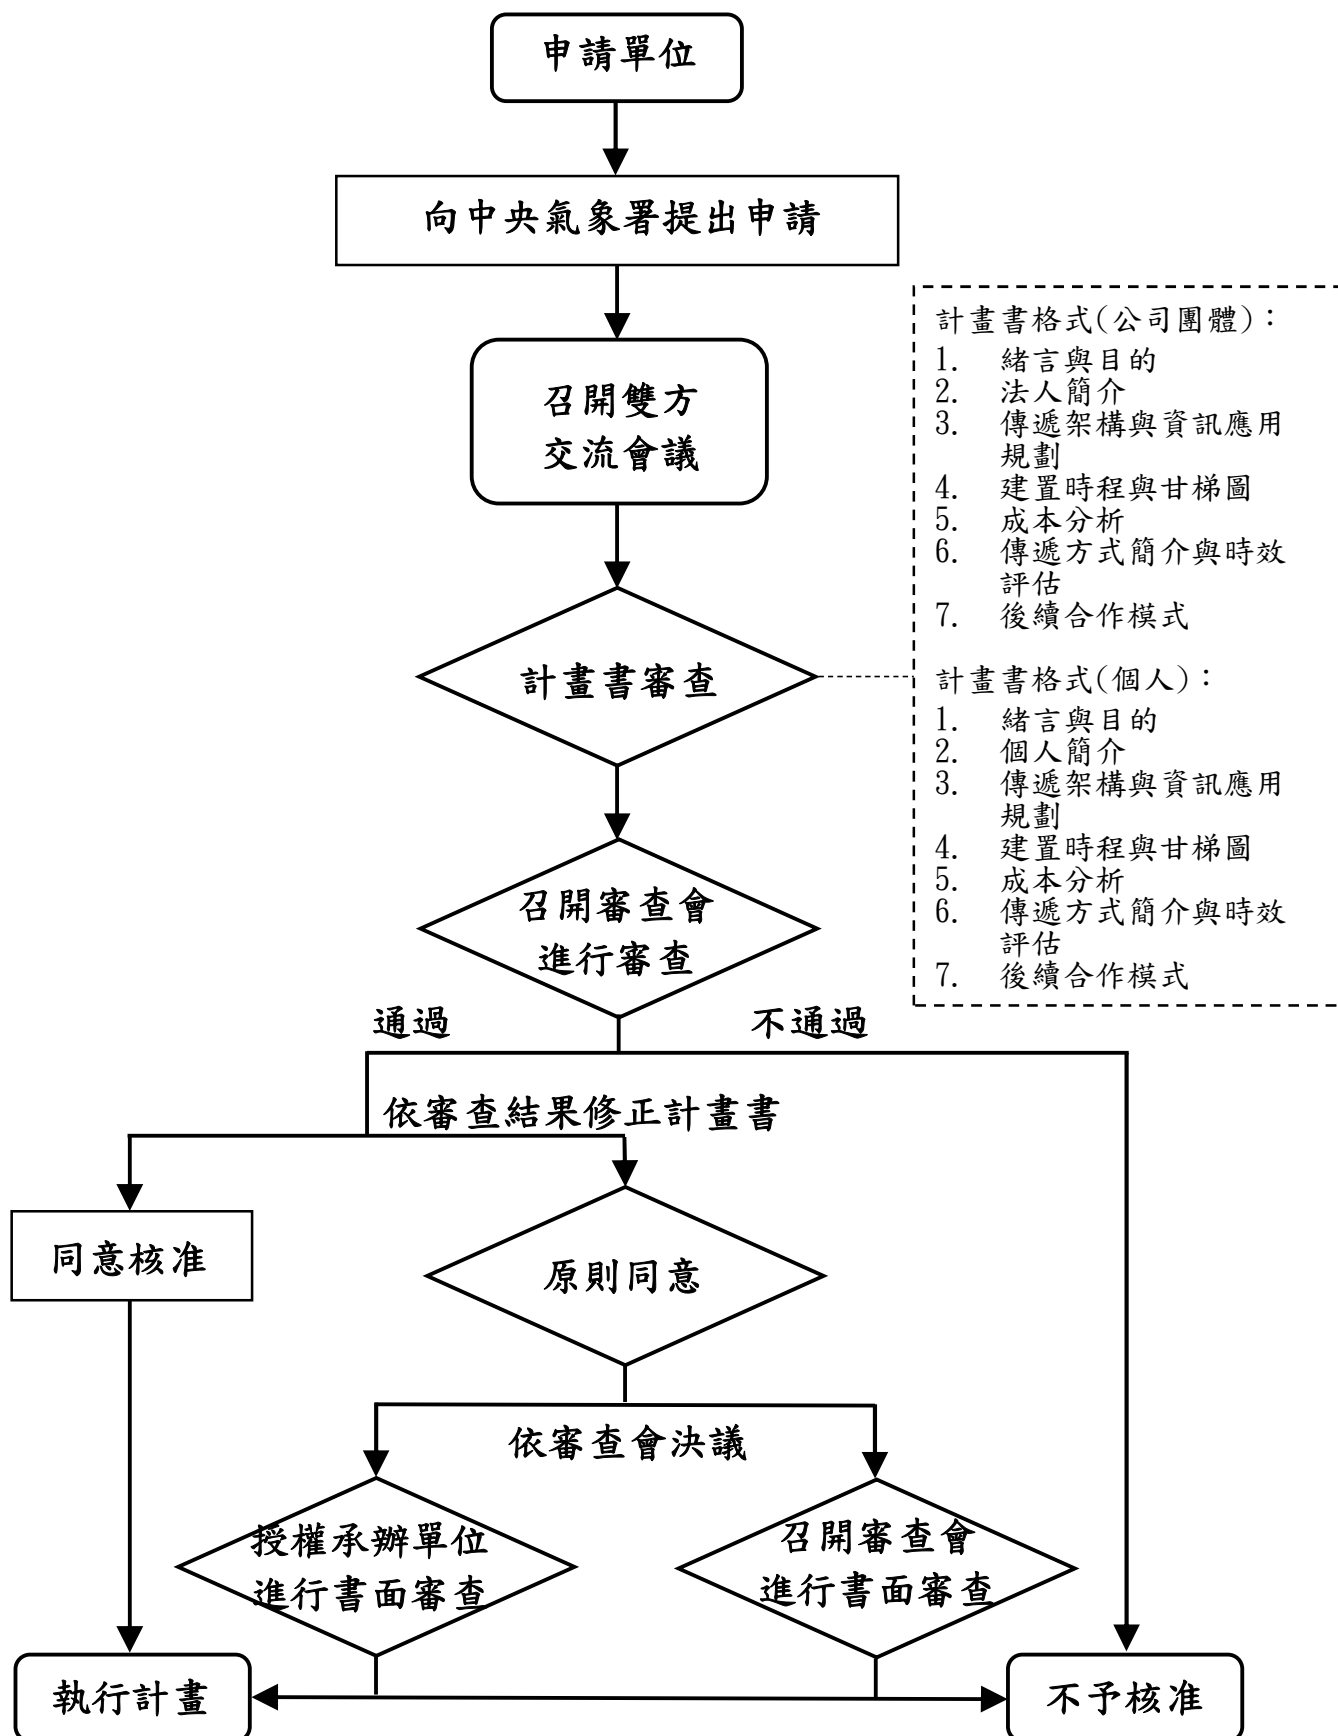 申請單位
向中央氣象署提出申請
召開雙方
交流會議
計畫書審查
計畫書格式(公司團體)：
1. 緒言與目的
2. 法人簡介
3. 傳遞架構與資訊應用
規劃
4. 建置時程與甘梯圖
5. 成本分析
6. 傳遞方式簡介與時效
評估
7. 後續合作模式
計畫書格式(個人)：
1. 緒言與目的
2. 個人簡介
3. 傳遞架構與資訊應用
規劃
4. 建置時程與甘梯圖
5. 成本分析
6. 傳遞方式簡介與時效
評估
7. 後續合作模式
召開審查會
進行審查
通過
不通過
依審查結果修正計畫書
同意核准
原則同意
依審查會決議
授權承辦單位
進行書面審查
召開審查會
進行書面審查
執行計畫
不予核准